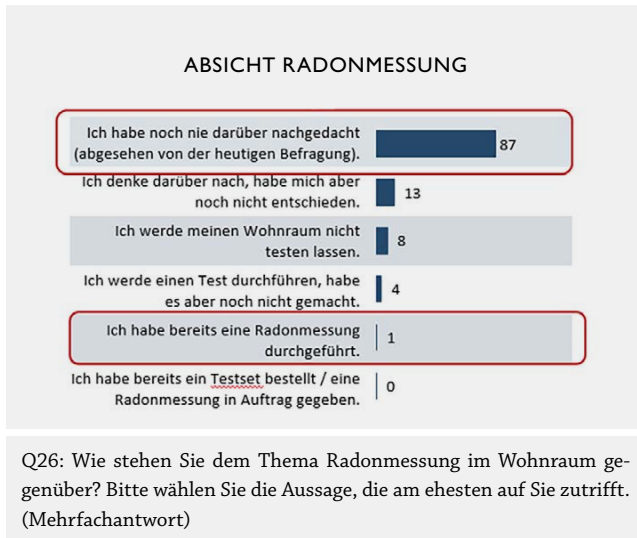 ABSICHT RADONMESSUNG
Ich habe noch nie darüber nachgedacht
(abgesehen von der heutigen Befragung).
87
Ich denke darüber nach, habe mich aber
noch nicht entschieden.
13
Ich werde meinen Wohnraum nicht
testen lassen.
8
Ich werde einen Test durchführen, habe
es aber noch nicht gemacht.
4
Ich habe bereits eine Radonmessung
durchgeführt.
1
Ich habe bereits ein Testset bestellt / eine
Radonmessung in Auftrag gegeben.
0
Q26: Wie stehen Sie dem Thema Radonmessung im Wohnraum ge-
genüber? Bitte wählen Sie die Aussage, die am ehesten auf Sie zutrifft.
(Mehrfachantwort)